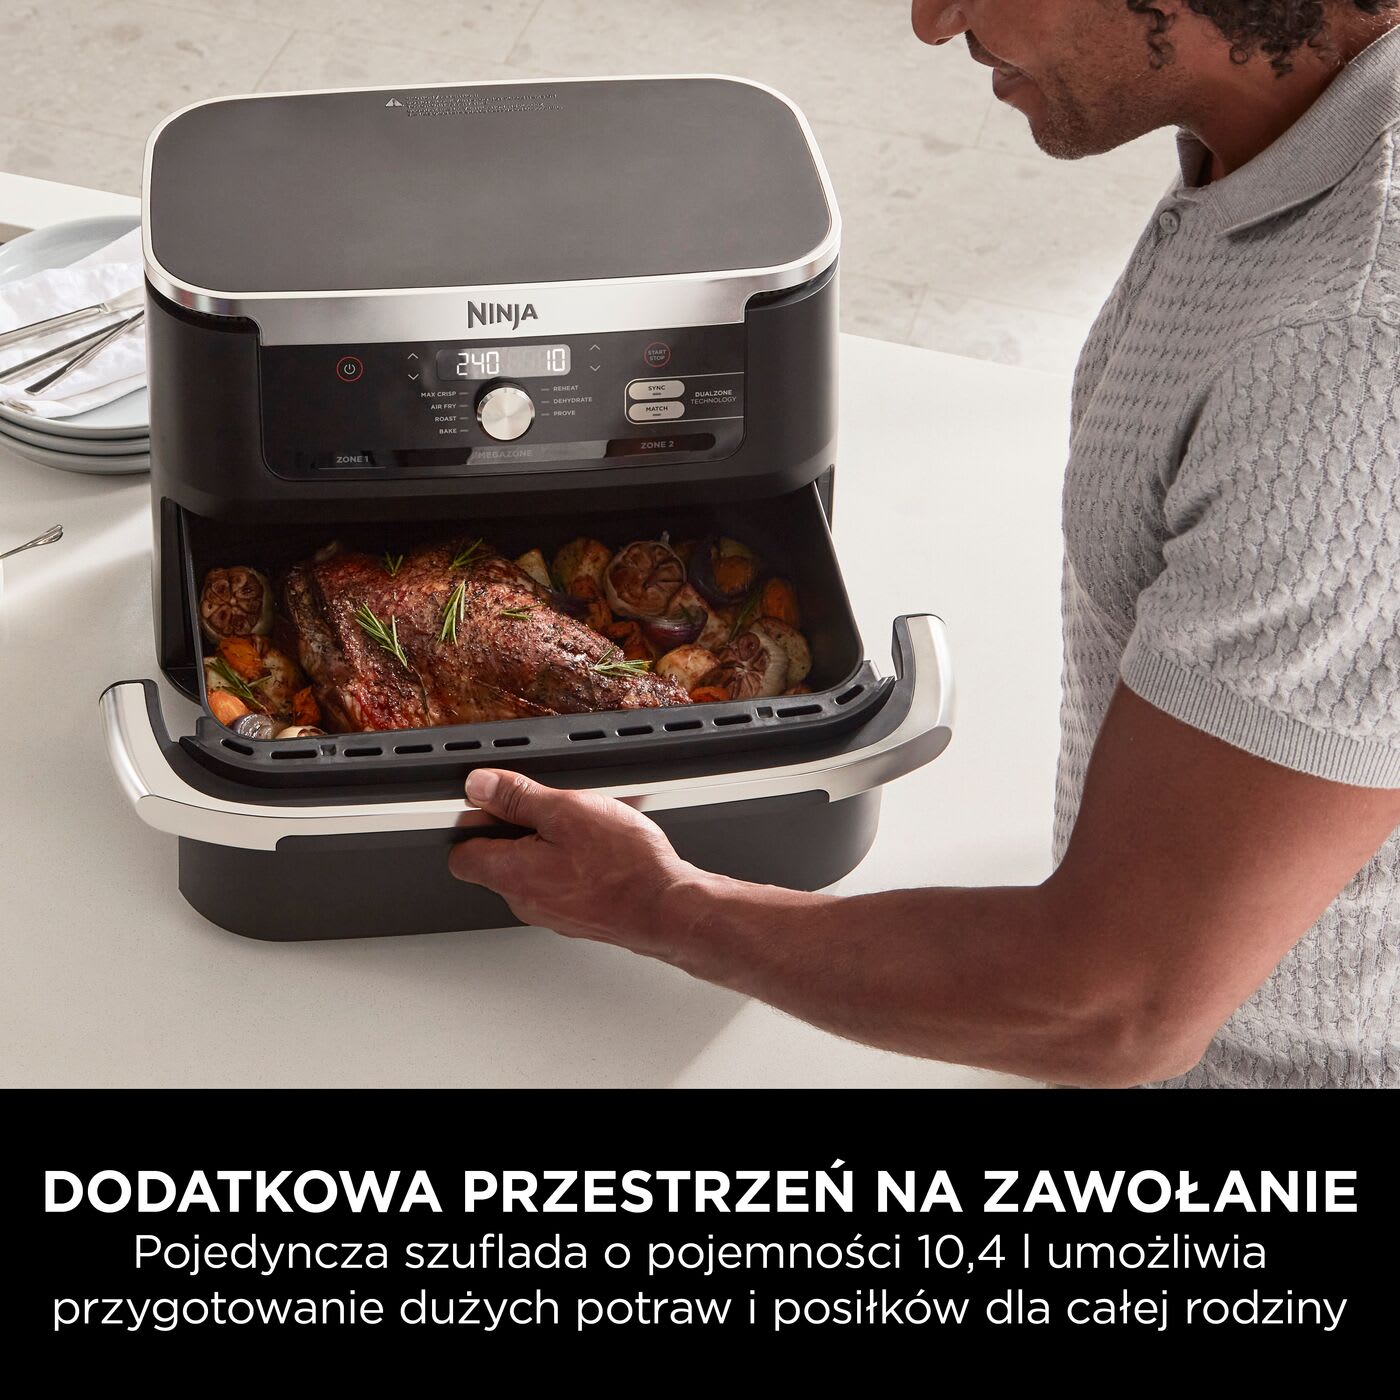 NINJA
240 10
START
STOP
MAX CRISP
AIR FRY
ROAST
BAKE
REHEAT
DEHYDRATE
PROVE
SYNC
MATCH
DUALZONE
TECHNOLOGY
ZONE 1
MEGAZONE
ZONE 2
DODATKOWA PRZESTRZEŃ NA ZAWOŁANIE
Pojedyncza szuflada o pojemności 10,4 l umożliwia
przygotowanie dużych potraw i posiłków dla całej rodziny